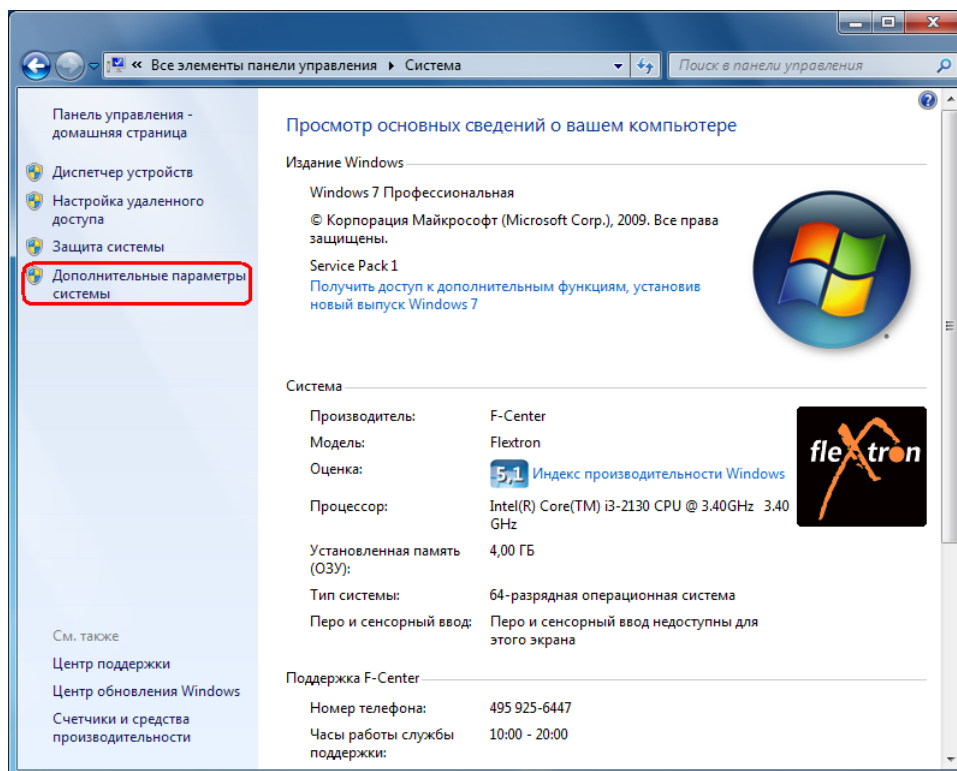 « Все элементы панели управления Система
Поиск в панели управления
Панель управления -
домашняя страница
Диспетчер устройств
Настройка удаленного
доступа
Защита системы
Дополнительные параметры
системы
См. также
Центр поддержки
Центр обновления Windows
Счетчики и средства
производительности
Просмотр основных сведений о вашем компьютере
Издание Windows
Windows 7 Профессиональная
© Корпорация Майкрософт (Microsoft Corp.), 2009. Все права
защищены.
Service Pack 1
Получить доступ к дополнительным функциям, установив
новый выпуск Windows 7
Система
Производитель: F-Center
Модель: Flextron
Оценка: 5,1 Индекс производительности Windows
Процессор: Intel(R) Core(TM) i3-2130 CPU @ 3.40GHz 3.40
GHz
Установленная память 4,00 ГБ
(ОЗУ):
Тип системы: 64-разрядная операционная система
Перо и сенсорный ввод: Перо и сенсорный ввод недоступны для
этого экрана
flextron
Поддержка F-Center
Номер телефона: 495 925-6447
Часы работы службы 10:00 - 20:00
поддержки: